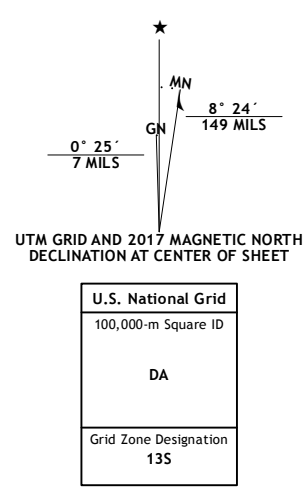 ★
MN
8° 24´
149 MILS
GN
0° 25´
7 MILS
UTM GRID AND 2017 MAGNETIC NORTH
DECLINATION AT CENTER OF SHEET
U.S. National Grid
100,000-m Square ID
DA
Grid Zone Designation
13S